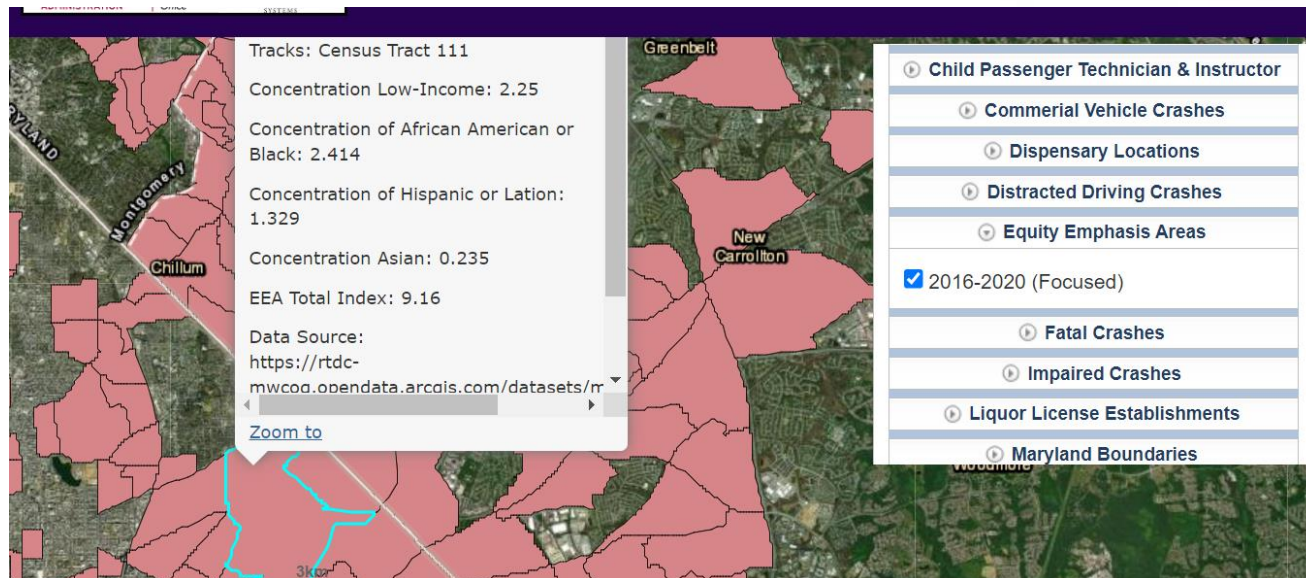 ADMINISTRATION
Office
SYSTEMS
Tracks: Census Tract 111
Concentration Low-Income: 2.25
Concentration of African American or
Black: 2.414
Concentration of Hispanic or Lation:
1.329
Concentration Asian: 0.235
EEA Total Index: 9.16
Data Source:
https://rtdc-
mwcog.opendata.arcgis.com/datasets/m
Zoom to
Greenbelt
New
Carrollton
Montgomery
Chillum
Woodmore
3km
Child Passenger Technician & Instructor
Commerial Vehicle Crashes
Dispensary Locations
Distracted Driving Crashes
Equity Emphasis Areas
2016-2020 (Focused)
Fatal Crashes
Impaired Crashes
Liquor License Establishments
Maryland Boundaries